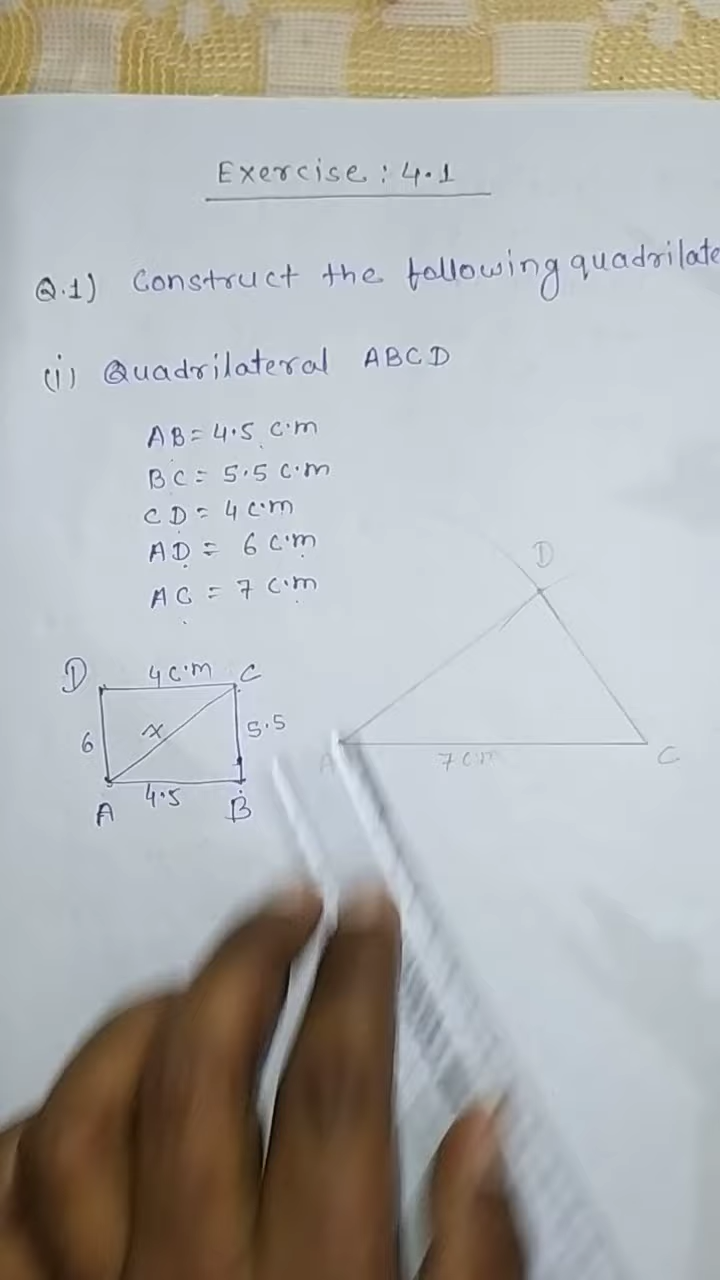 Exercise : 4.1
Q.1) Construct the following quadrilate
(i) Quadrilateral ABCD
AB = 4.5 c.m
BC = 5.5 c.m
CD = 4 c.m
AD = 6 c.m
AC = 7 c.m
D
D 4 c.m C
6 x 5.5
A 4.5 B
A 7 cm C